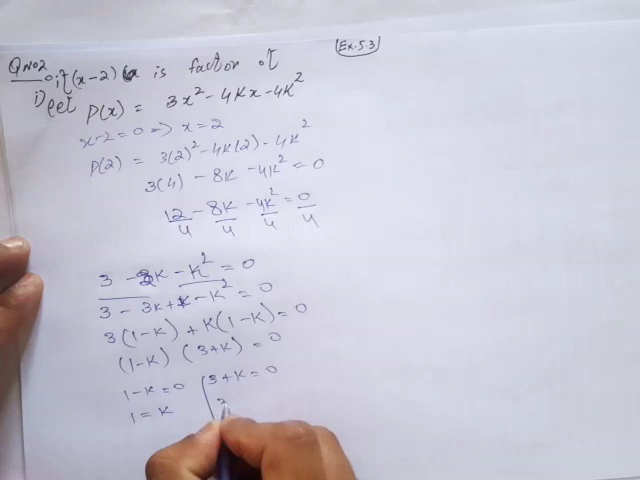 Ex.5.3
Q No2 if (x-2) is factor of
i) Let P(x) = 3x² - 4Kx - 4K²
x-2=0 => x=2
P(2) = 3(2)² - 4K(2) - 4K²
3(4) - 8K - 4K² = 0
12/4 - 8K/4 - 4K²/4 = 0/4
3 - 2K - K² = 0
3 - 3K + K - K² = 0
3(1-K) + K(1-K) = 0
(1-K) (3+K) = 0
1-K=0 3+K=0
1=K